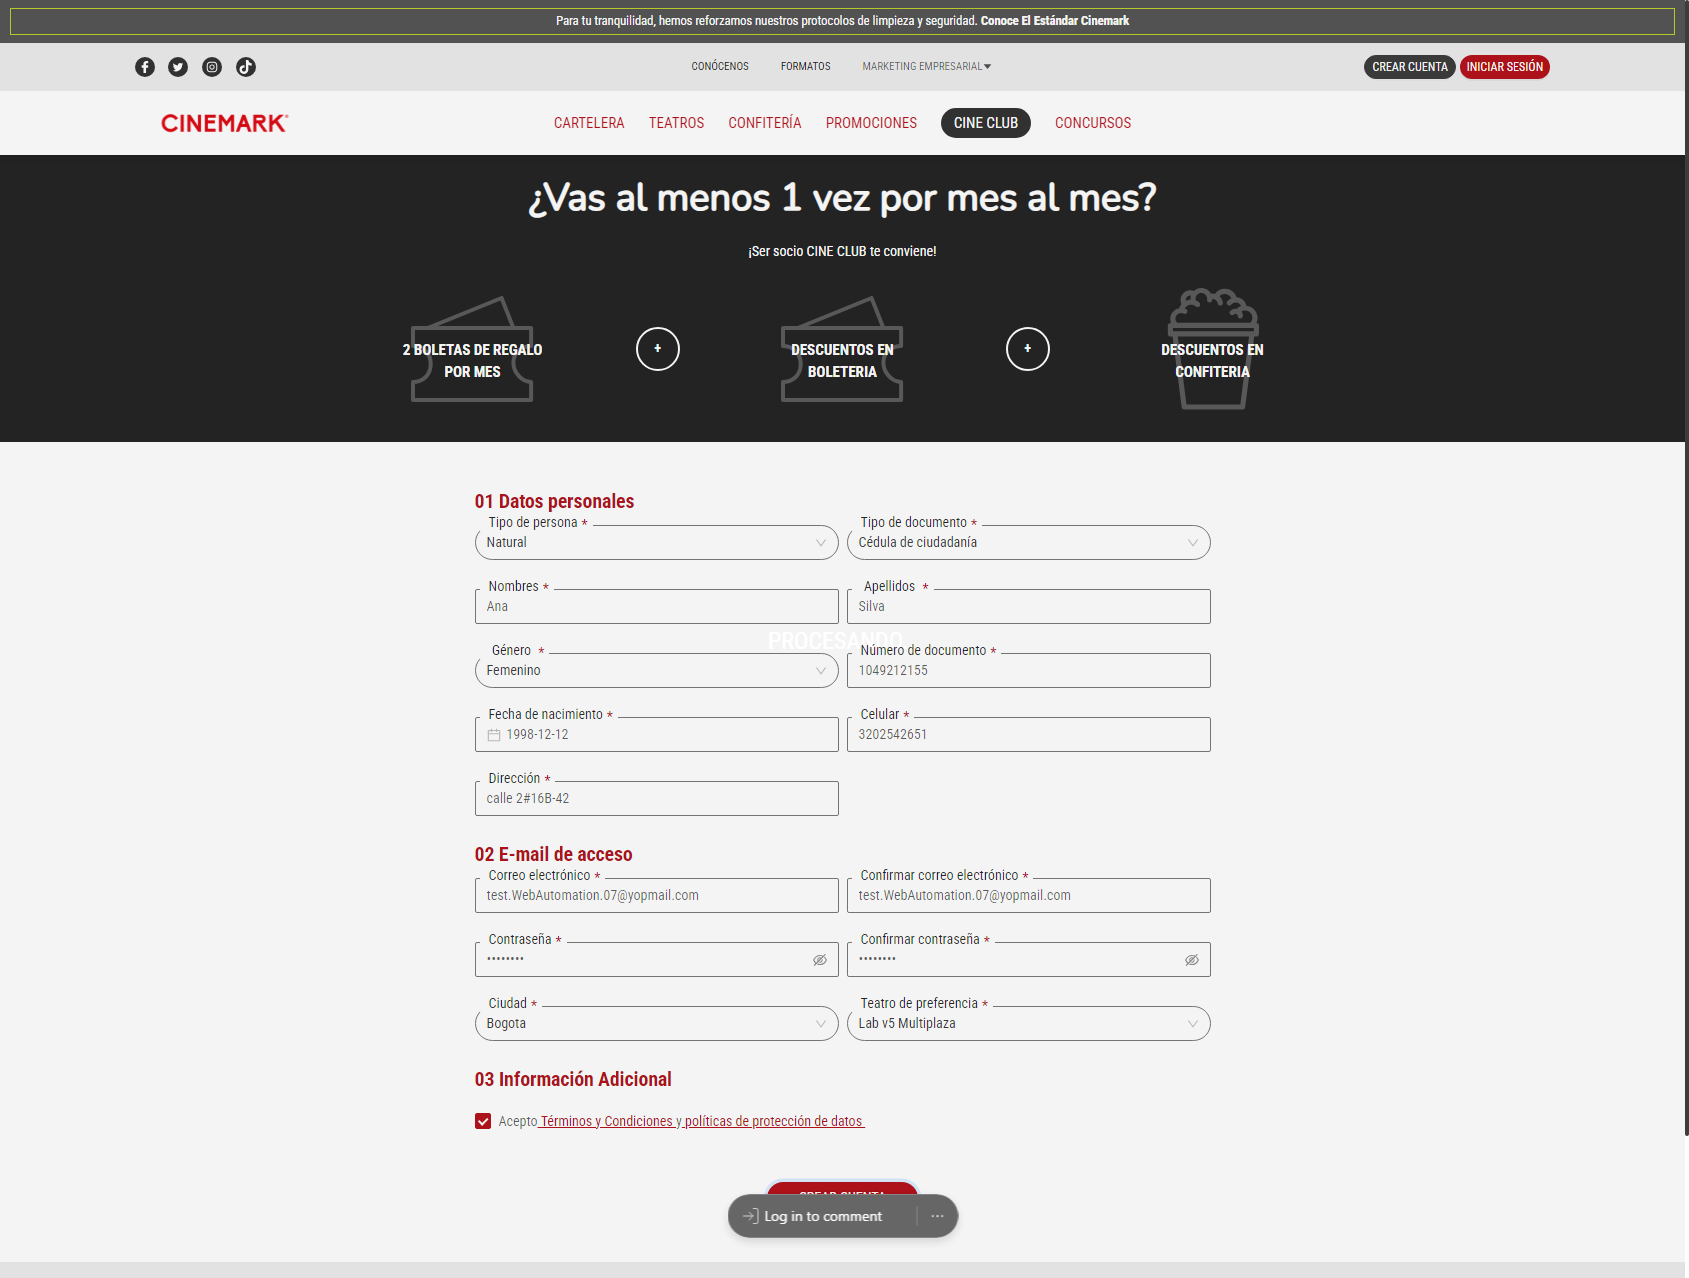 Para tu tranquilidad, hemos reforzamos nuestros protocolos de limpieza y seguridad. Conoce El Estándar Cinemark
CONÓCENOS FORMATOS MARKETING EMPRESARIAL CREAR CUENTA INICIAR SESIÓN
CINEMARK CARTELERA TEATROS CONFITERÍA PROMOCIONES CINE CLUB CONCURSOS
¿Vas al menos 1 vez por mes al mes?
¡Ser socio CINE CLUB te conviene!
2 BOLETAS DE REGALO
POR MES
+
DESCUENTOS EN
BOLETERIA
+
DESCUENTOS EN
CONFITERIA
01 Datos personales
Tipo de persona * Tipo de documento *
Natural Cédula de ciudadanía
Nombres * Apellidos *
Ana Silva
PROCESANDO
Género * Número de documento *
Femenino 1049212155
Fecha de nacimiento * Celular *
1998-12-12 3202542651
Dirección *
calle 2#16B-42
02 E-mail de acceso
Correo electrónico * Confirmar correo electrónico *
test.WebAutomation.07@yopmail.com test.WebAutomation.07@yopmail.com
Contraseña * Confirmar contraseña *
•••••••• ••••••••
Ciudad * Teatro de preferencia *
Bogota Lab v5 Multiplaza
03 Información Adicional
Acepto Términos y Condiciones y políticas de protección de datos
CREAR CUENTA
Log in to comment